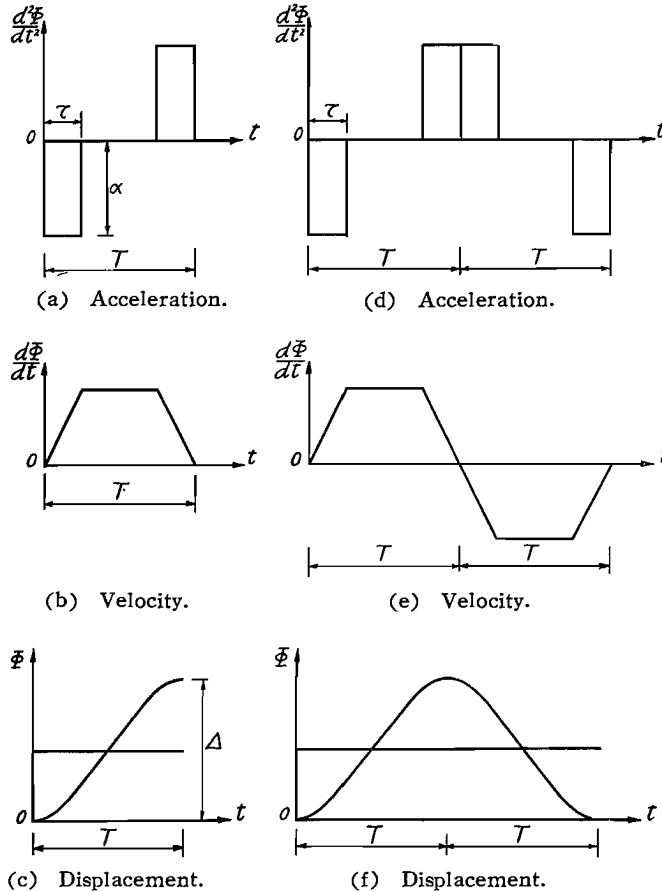 d²Φ/dt²
τ
0
t
α
T
(a) Acceleration.
d²Φ/dt²
τ
0
t
T
T
(d) Acceleration.
dΦ/dt
0
t
T
(b) Velocity.
dΦ/dt
0
t
T
T
(e) Velocity.
Φ
Δ
0
t
T
(c) Displacement.
Φ
0
t
T
T
(f) Displacement.